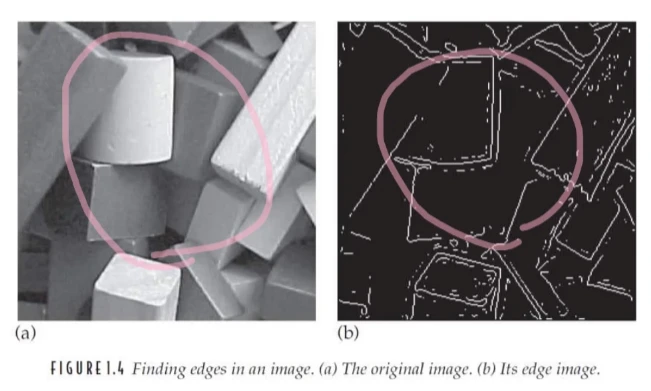 (a)
(b)
FIGURE 1.4 Finding edges in an image. (a) The original image. (b) Its edge image.